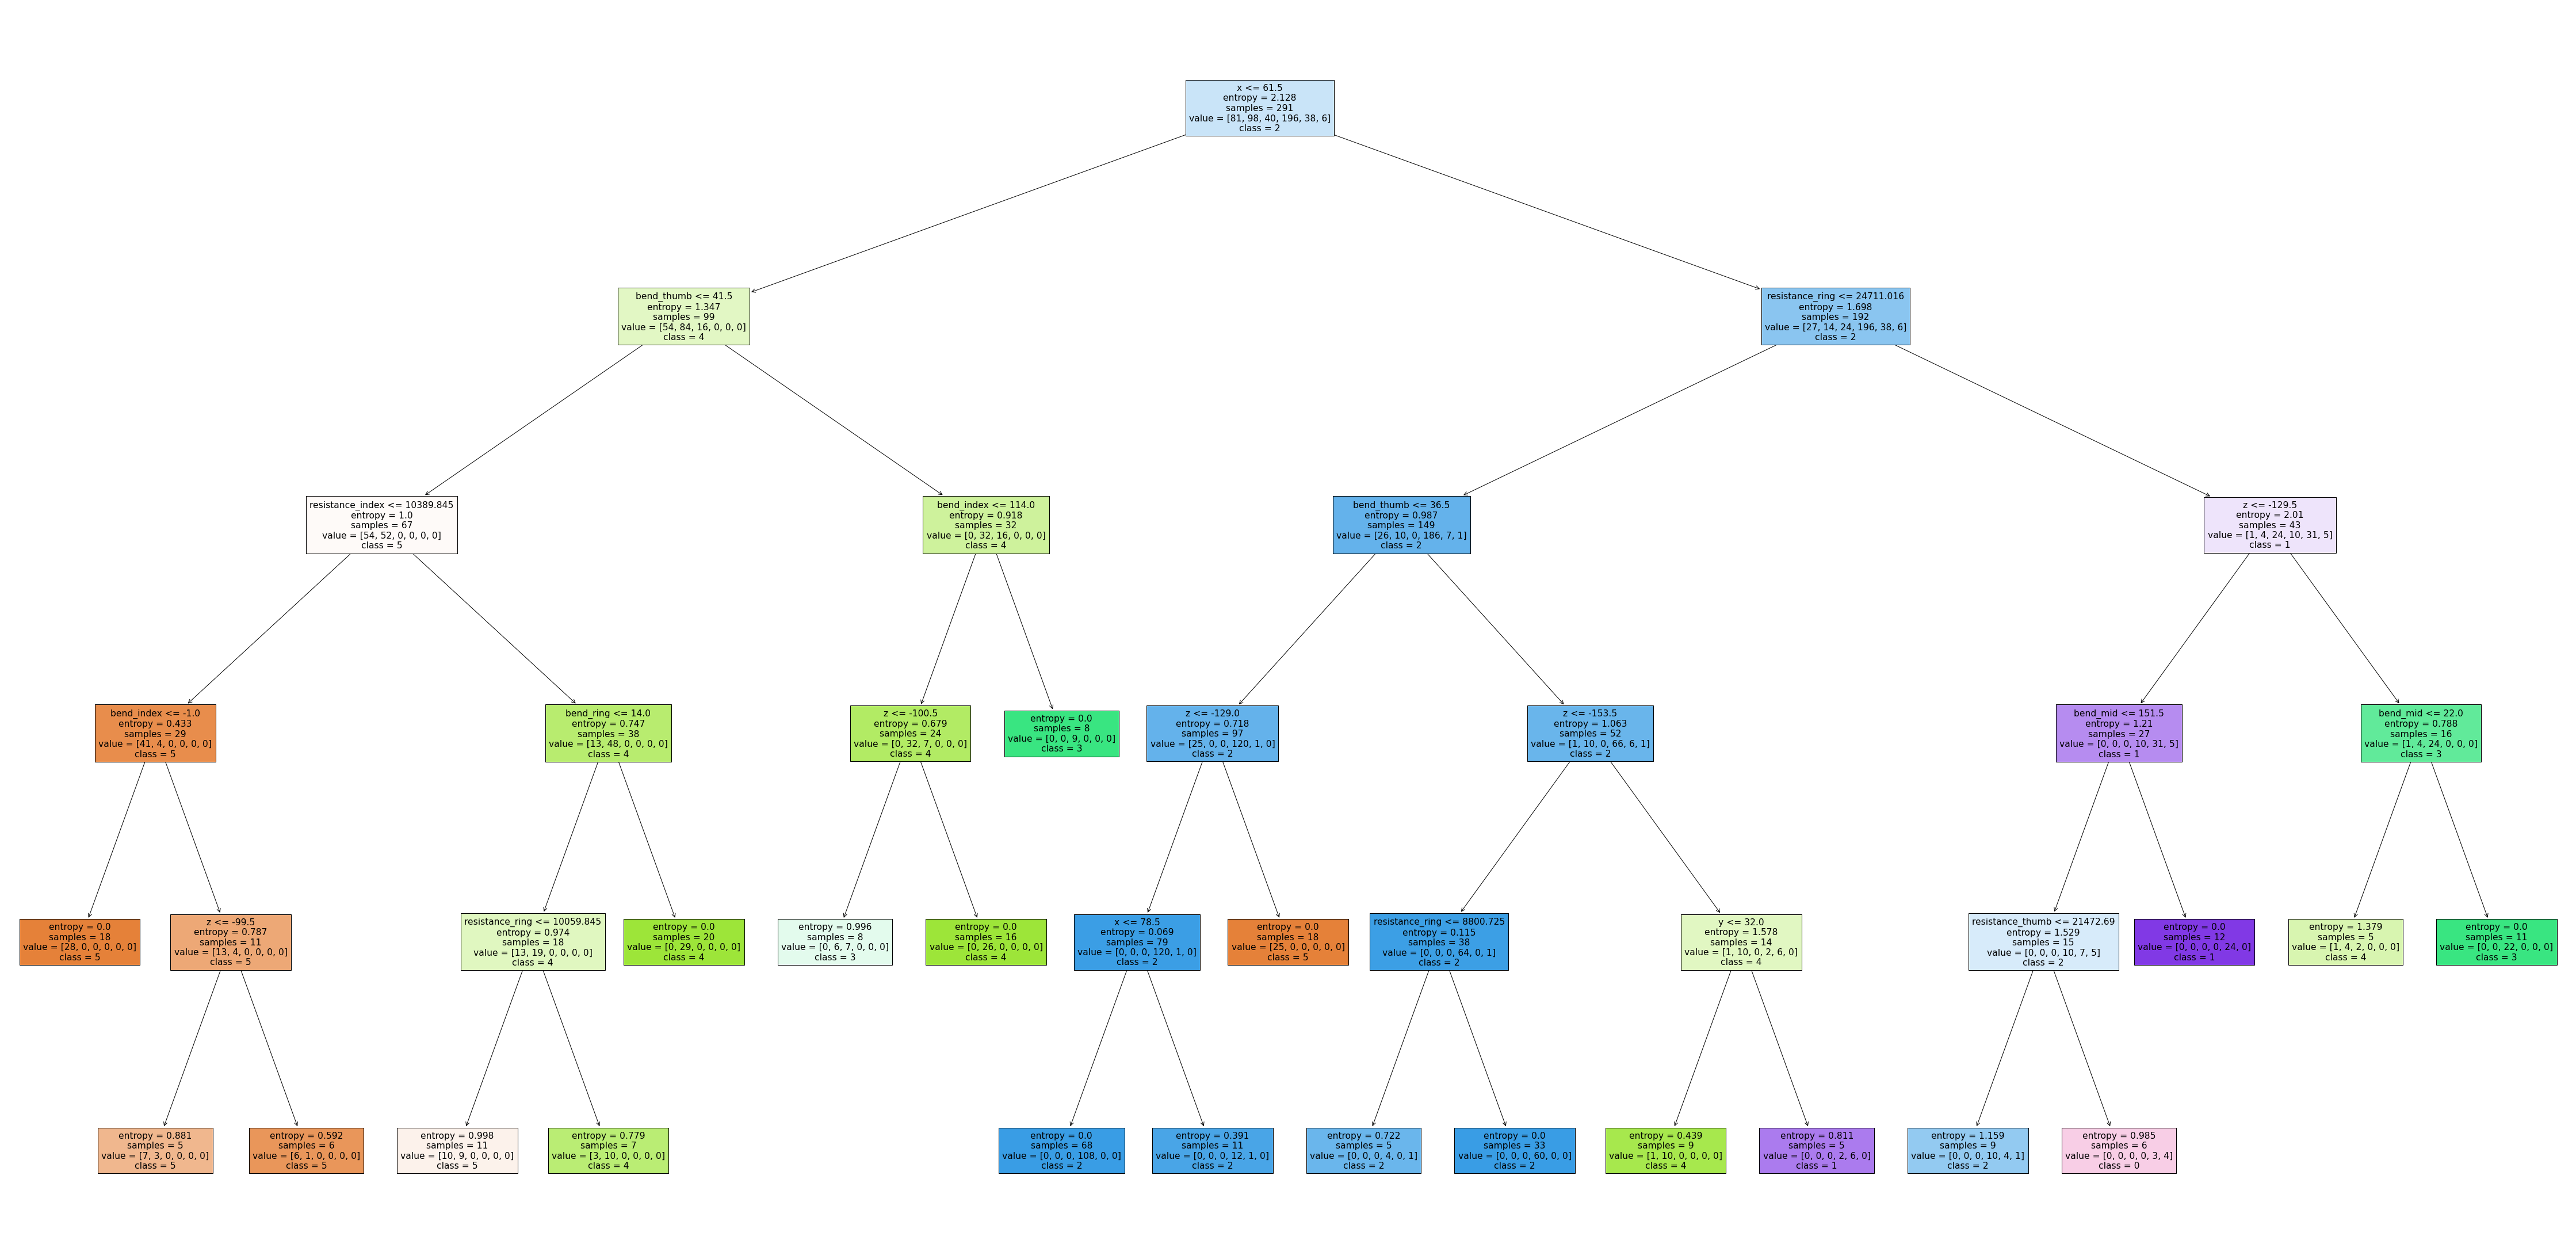 x <= 61.5
entropy = 2.128
samples = 291
value = [81, 98, 40, 196, 38, 6]
class = 2
bend_thumb <= 41.5
entropy = 1.347
samples = 99
value = [54, 84, 16, 0, 0, 0]
class = 4
resistance_ring <= 24711.016
entropy = 1.698
samples = 192
value = [27, 14, 24, 196, 38, 6]
class = 2
resistance_index <= 10389.845
entropy = 1.0
samples = 67
value = [54, 52, 0, 0, 0, 0]
class = 5
bend_index <= 114.0
entropy = 0.918
samples = 32
value = [0, 32, 16, 0, 0, 0]
class = 4
bend_thumb <= 36.5
entropy = 0.987
samples = 149
value = [26, 10, 0, 186, 7, 1]
class = 2
z <= -129.5
entropy = 2.01
samples = 43
value = [1, 4, 24, 10, 31, 5]
class = 1
bend_index <= -1.0
entropy = 0.433
samples = 29
value = [41, 4, 0, 0, 0, 0]
class = 5
bend_ring <= 14.0
entropy = 0.747
samples = 38
value = [13, 48, 0, 0, 0, 0]
class = 4
z <= -100.5
entropy = 0.679
samples = 24
value = [0, 32, 7, 0, 0, 0]
class = 4
entropy = 0.0
samples = 8
value = [0, 0, 9, 0, 0, 0]
class = 3
z <= -129.0
entropy = 0.718
samples = 97
value = [25, 0, 0, 120, 1, 0]
class = 2
z <= -153.5
entropy = 1.063
samples = 52
value = [1, 10, 0, 66, 6, 1]
class = 2
bend_mid <= 151.5
entropy = 1.21
samples = 27
value = [0, 0, 0, 10, 31, 5]
class = 1
bend_mid <= 22.0
entropy = 0.788
samples = 16
value = [1, 4, 24, 0, 0, 0]
class = 3
entropy = 0.0
samples = 18
value = [28, 0, 0, 0, 0, 0]
class = 5
z <= -99.5
entropy = 0.787
samples = 11
value = [13, 4, 0, 0, 0, 0]
class = 5
resistance_ring <= 10059.845
entropy = 0.974
samples = 18
value = [13, 19, 0, 0, 0, 0]
class = 4
entropy = 0.0
samples = 20
value = [0, 29, 0, 0, 0, 0]
class = 4
entropy = 0.996
samples = 8
value = [0, 6, 7, 0, 0, 0]
class = 3
entropy = 0.0
samples = 16
value = [0, 26, 0, 0, 0, 0]
class = 4
x <= 78.5
entropy = 0.069
samples = 79
value = [0, 0, 0, 120, 1, 0]
class = 2
entropy = 0.0
samples = 18
value = [25, 0, 0, 0, 0, 0]
class = 5
resistance_ring <= 8800.725
entropy = 0.115
samples = 38
value = [0, 0, 0, 64, 0, 1]
class = 2
y <= 32.0
entropy = 1.578
samples = 14
value = [1, 10, 0, 2, 6, 0]
class = 4
resistance_thumb <= 21472.69
entropy = 1.529
samples = 15
value = [0, 0, 0, 10, 7, 5]
class = 2
entropy = 0.0
samples = 12
value = [0, 0, 0, 0, 24, 0]
class = 1
entropy = 1.379
samples = 5
value = [1, 4, 2, 0, 0, 0]
class = 4
entropy = 0.0
samples = 11
value = [0, 0, 22, 0, 0, 0]
class = 3
entropy = 0.881
samples = 5
value = [7, 3, 0, 0, 0, 0]
class = 5
entropy = 0.592
samples = 6
value = [6, 1, 0, 0, 0, 0]
class = 5
entropy = 0.998
samples = 11
value = [10, 9, 0, 0, 0, 0]
class = 5
entropy = 0.779
samples = 7
value = [3, 10, 0, 0, 0, 0]
class = 4
entropy = 0.0
samples = 68
value = [0, 0, 0, 108, 0, 0]
class = 2
entropy = 0.391
samples = 11
value = [0, 0, 0, 12, 1, 0]
class = 2
entropy = 0.722
samples = 5
value = [0, 0, 0, 4, 0, 1]
class = 2
entropy = 0.0
samples = 33
value = [0, 0, 0, 60, 0, 0]
class = 2
entropy = 0.439
samples = 9
value = [1, 10, 0, 0, 0, 0]
class = 4
entropy = 0.811
samples = 5
value = [0, 0, 0, 2, 6, 0]
class = 1
entropy = 1.159
samples = 9
value = [0, 0, 0, 10, 4, 1]
class = 2
entropy = 0.985
samples = 6
value = [0, 0, 0, 0, 3, 4]
class = 0